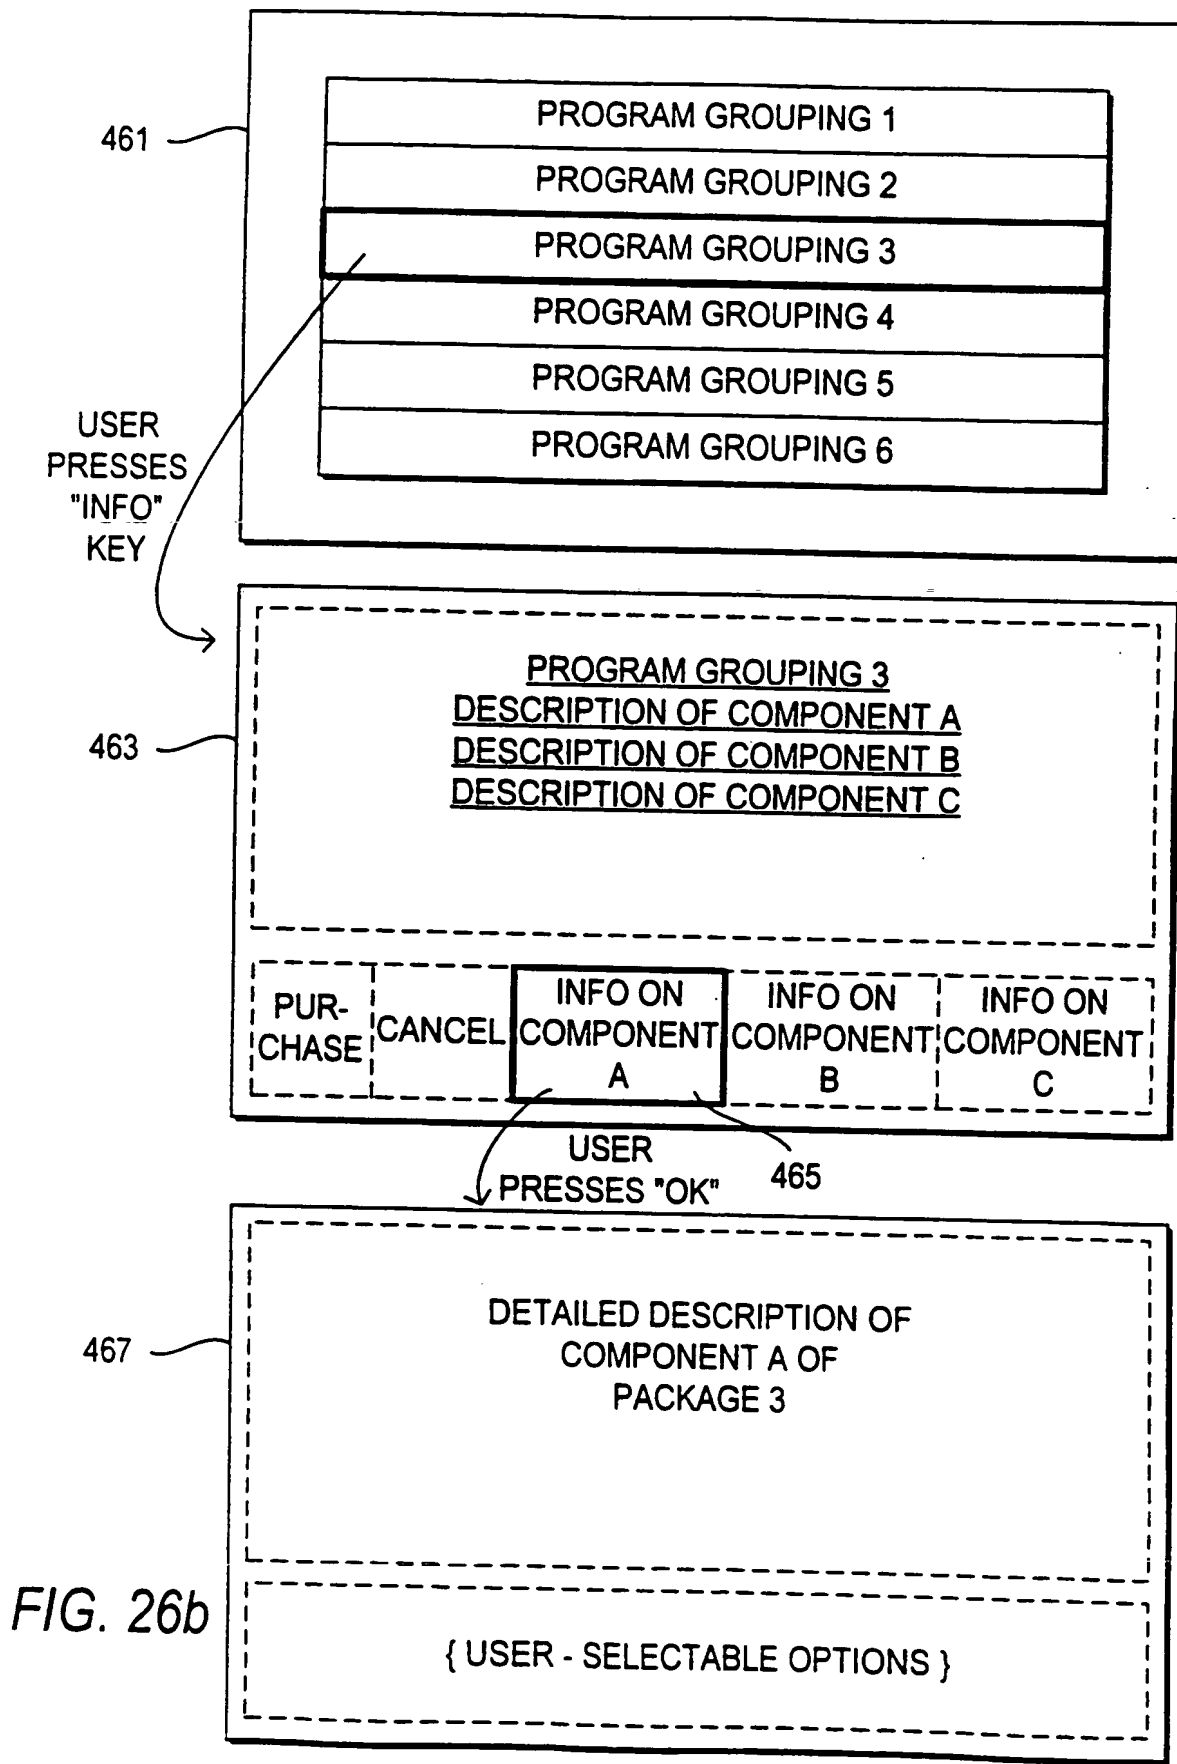 PROGRAM GROUPING 1
461
PROGRAM GROUPING 2
PROGRAM GROUPING 3
PROGRAM GROUPING 4
PROGRAM GROUPING 5
PROGRAM GROUPING 6
USER
PRESSES
"INFO"
KEY
PROGRAM GROUPING 3
DESCRIPTION OF COMPONENT A
DESCRIPTION OF COMPONENT B
DESCRIPTION OF COMPONENT C
463
PUR-
CHASE
CANCEL
INFO ON
COMPONENT
A
INFO ON
COMPONENT
B
INFO ON
COMPONENT
C
USER
PRESSES "OK"
465
DETAILED DESCRIPTION OF
COMPONENT A OF
PACKAGE 3
467
{ USER - SELECTABLE OPTIONS }
FIG. 26b